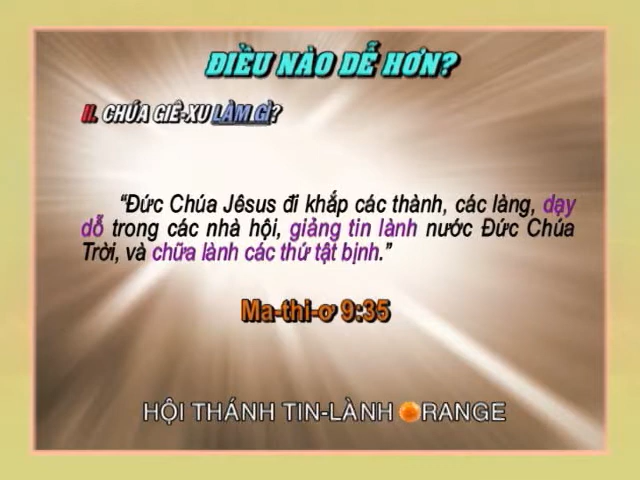 ĐIỀU NÀO DỄ HƠN?
II. CHÚA GIÊ-XU LÀM GÌ?
“Đức Chúa Jêsus đi khắp các thành, các làng, dạy
dỗ trong các nhà hội, giảng tin lành nước Đức Chúa
Trời, và chữa lành các thứ tật bịnh.”
Ma-thi-ơ 9:35
HỘI THÁNH TIN-LÀNH ORANGE